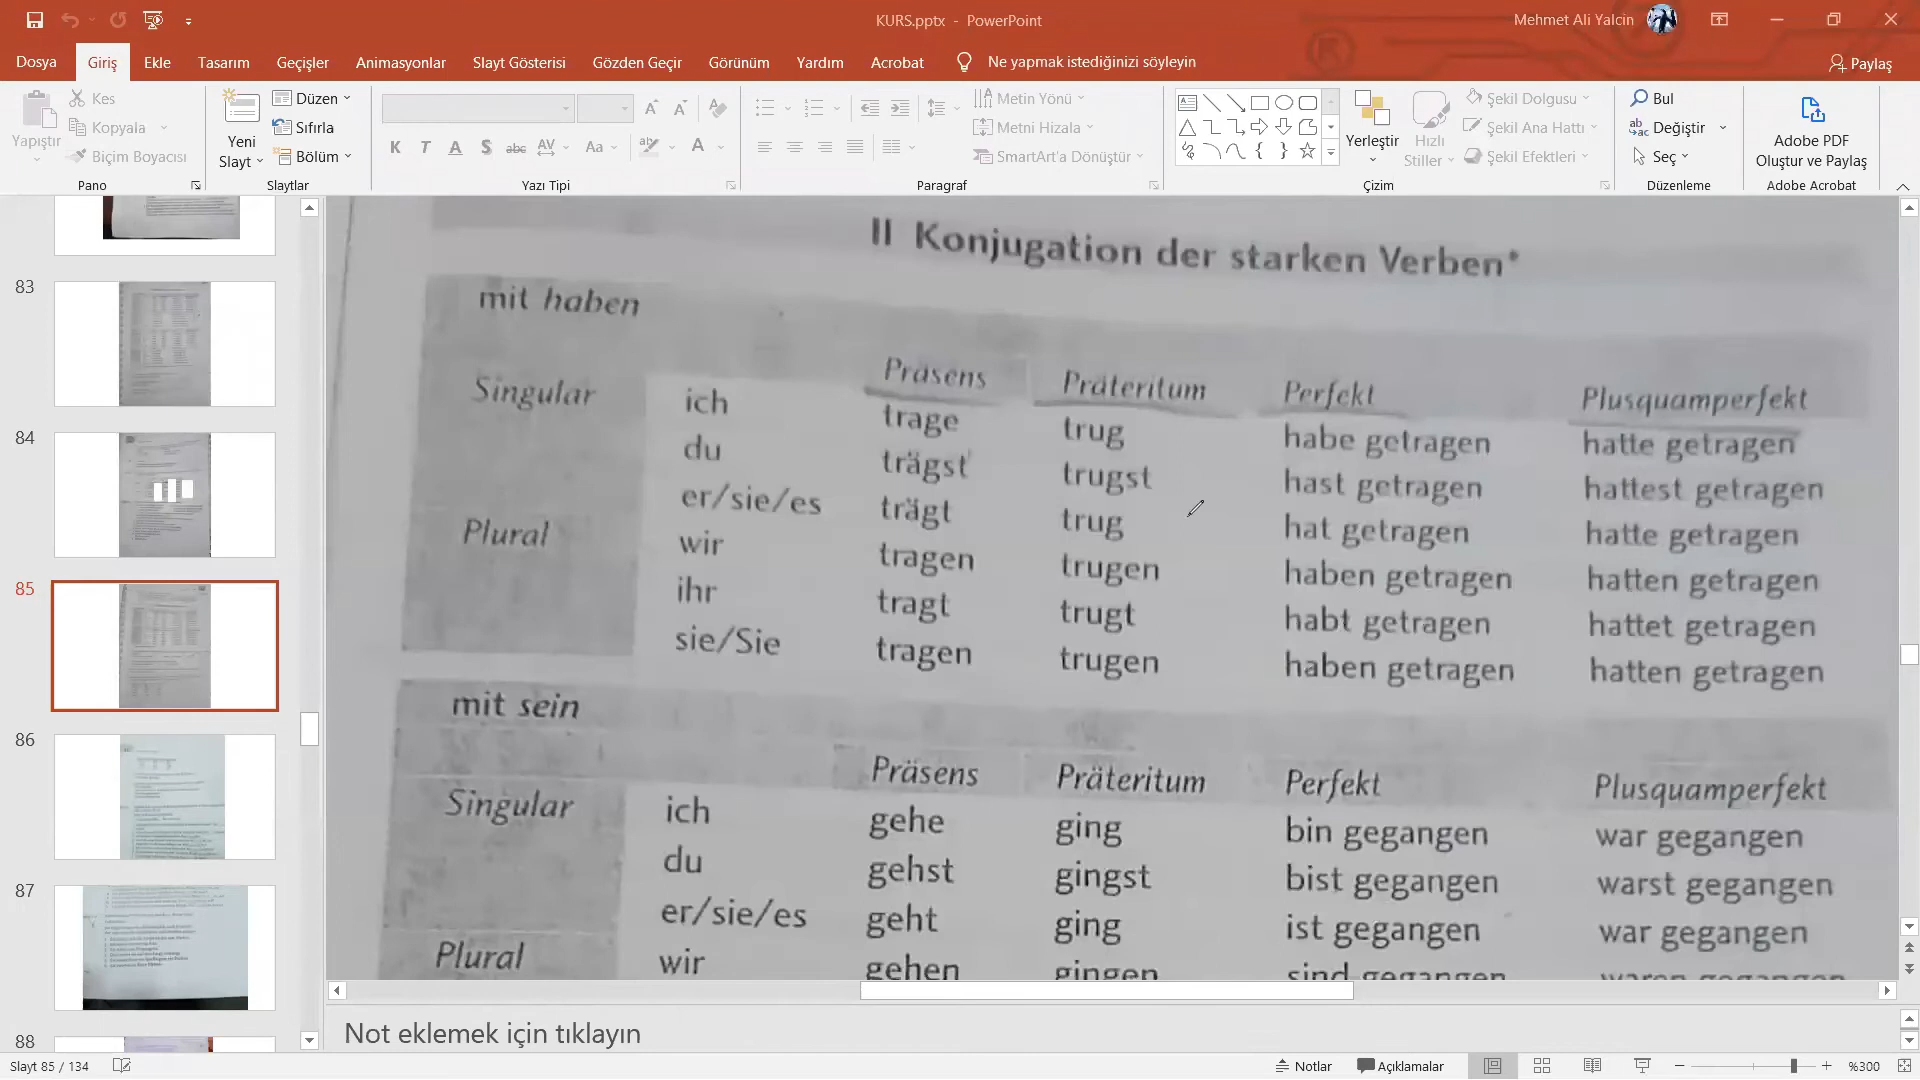 KURS.pptx - PowerPoint
Mehmet Ali Yalcin
Dosya Giriş Ekle Tasarım Geçişler Animasyonlar Slayt Gösterisi Gözden Geçir Görünüm Yardım Acrobat Ne yapmak istediğinizi söyleyin Paylaş
Yapıştır
Kes
Kopyala
Biçim Boyacısı
Pano
Yeni Slayt
Düzen
Sıfırla
Bölüm
Slaytlar
K T A S abc AV Aa A
Yazı Tipi
Metin Yönü
Metni Hizala
SmartArt'a Dönüştür
Paragraf
Yerleştir
Hızlı Stiller
Şekil Dolgusu
Şekil Ana Hattı
Şekil Efektleri
Çizim
Bul
Değiştir
Seç
Düzenleme
Adobe PDF
Oluştur ve Paylaş
Adobe Acrobat
83
84
85
86
87
88
II Konjugation der starken Verben*
mit haben
Präsens Präteritum Perfekt Plusquamperfekt
Singular ich trage trug habe getragen hatte getragen
du trägst trugst hast getragen hattest getragen
er/sie/es trägt trug hat getragen hatte getragen
Plural wir tragen trugen haben getragen hatten getragen
ihr tragt trugt habt getragen hattet getragen
sie/Sie tragen trugen haben getragen hatten getragen
mit sein
Präsens Präteritum Perfekt Plusquamperfekt
Singular ich gehe ging bin gegangen war gegangen
du gehst gingst bist gegangen warst gegangen
er/sie/es geht ging ist gegangen war gegangen
Plural wir gehen gingen sind gegangen waren gegangen
Not eklemek için tıklayın
Slayt 85 / 134
Notlar
Açıklamalar
%300